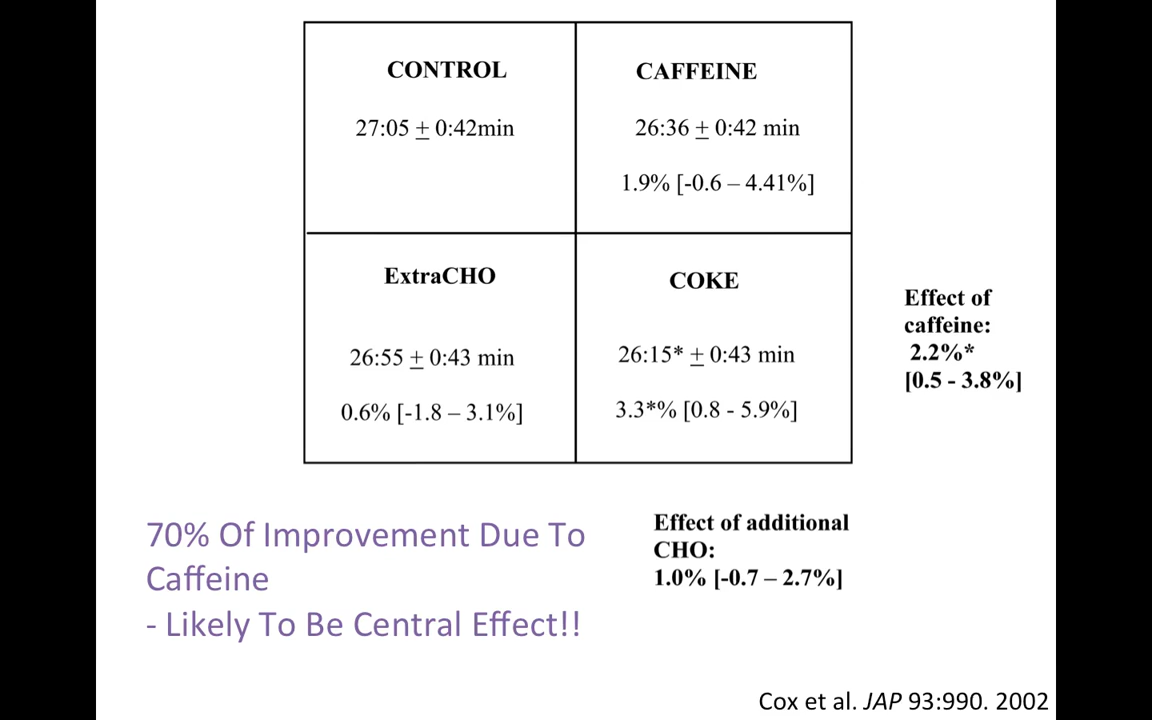 CONTROL
27:05 ± 0:42min
CAFFEINE
26:36 ± 0:42 min
1.9% [-0.6 – 4.41%]
ExtraCHO
26:55 ± 0:43 min
0.6% [-1.8 – 3.1%]
COKE
26:15* ± 0:43 min
3.3*% [0.8 - 5.9%]
Effect of
caffeine:
2.2%*
[0.5 - 3.8%]
70% Of Improvement Due To
Caffeine
- Likely To Be Central Effect!!
Effect of additional
CHO:
1.0% [-0.7 – 2.7%]
Cox et al. JAP 93:990. 2002